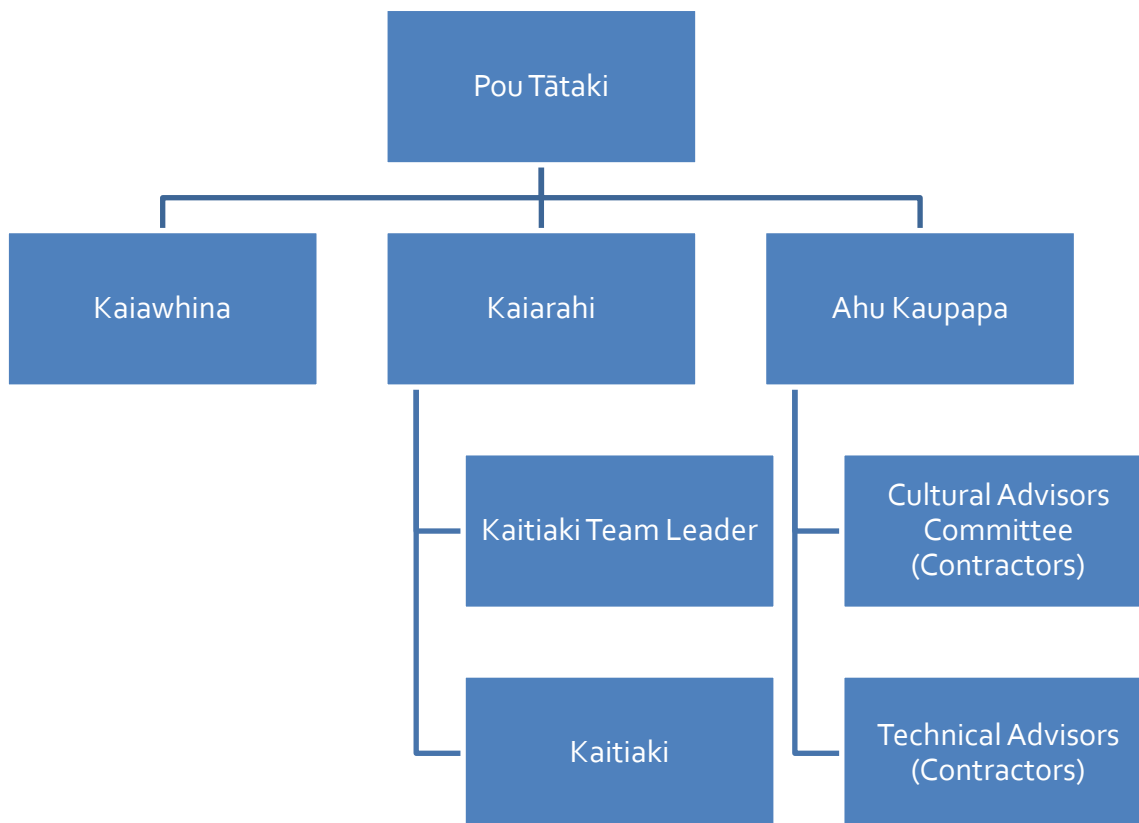 Pou Tātaki
Kaiawhina
Kaiarahi
Ahu Kaupapa
Kaitiaki Team Leader
Cultural Advisors
Committee
(Contractors)
Kaitiaki
Technical Advisors
(Contractors)